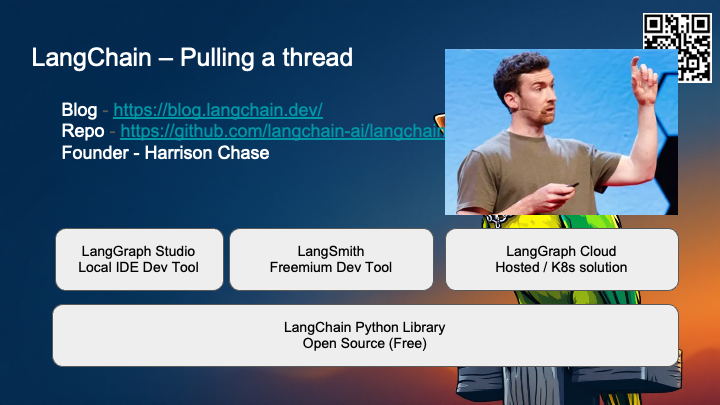 LangChain – Pulling a thread
Blog - https://blog.langchain.dev/
Repo - https://github.com/langchain-ai/langchain
Founder - Harrison Chase
LangGraph Studio
Local IDE Dev Tool
LangSmith
Freemium Dev Tool
LangGraph Cloud
Hosted / K8s solution
LangChain Python Library
Open Source (Free)